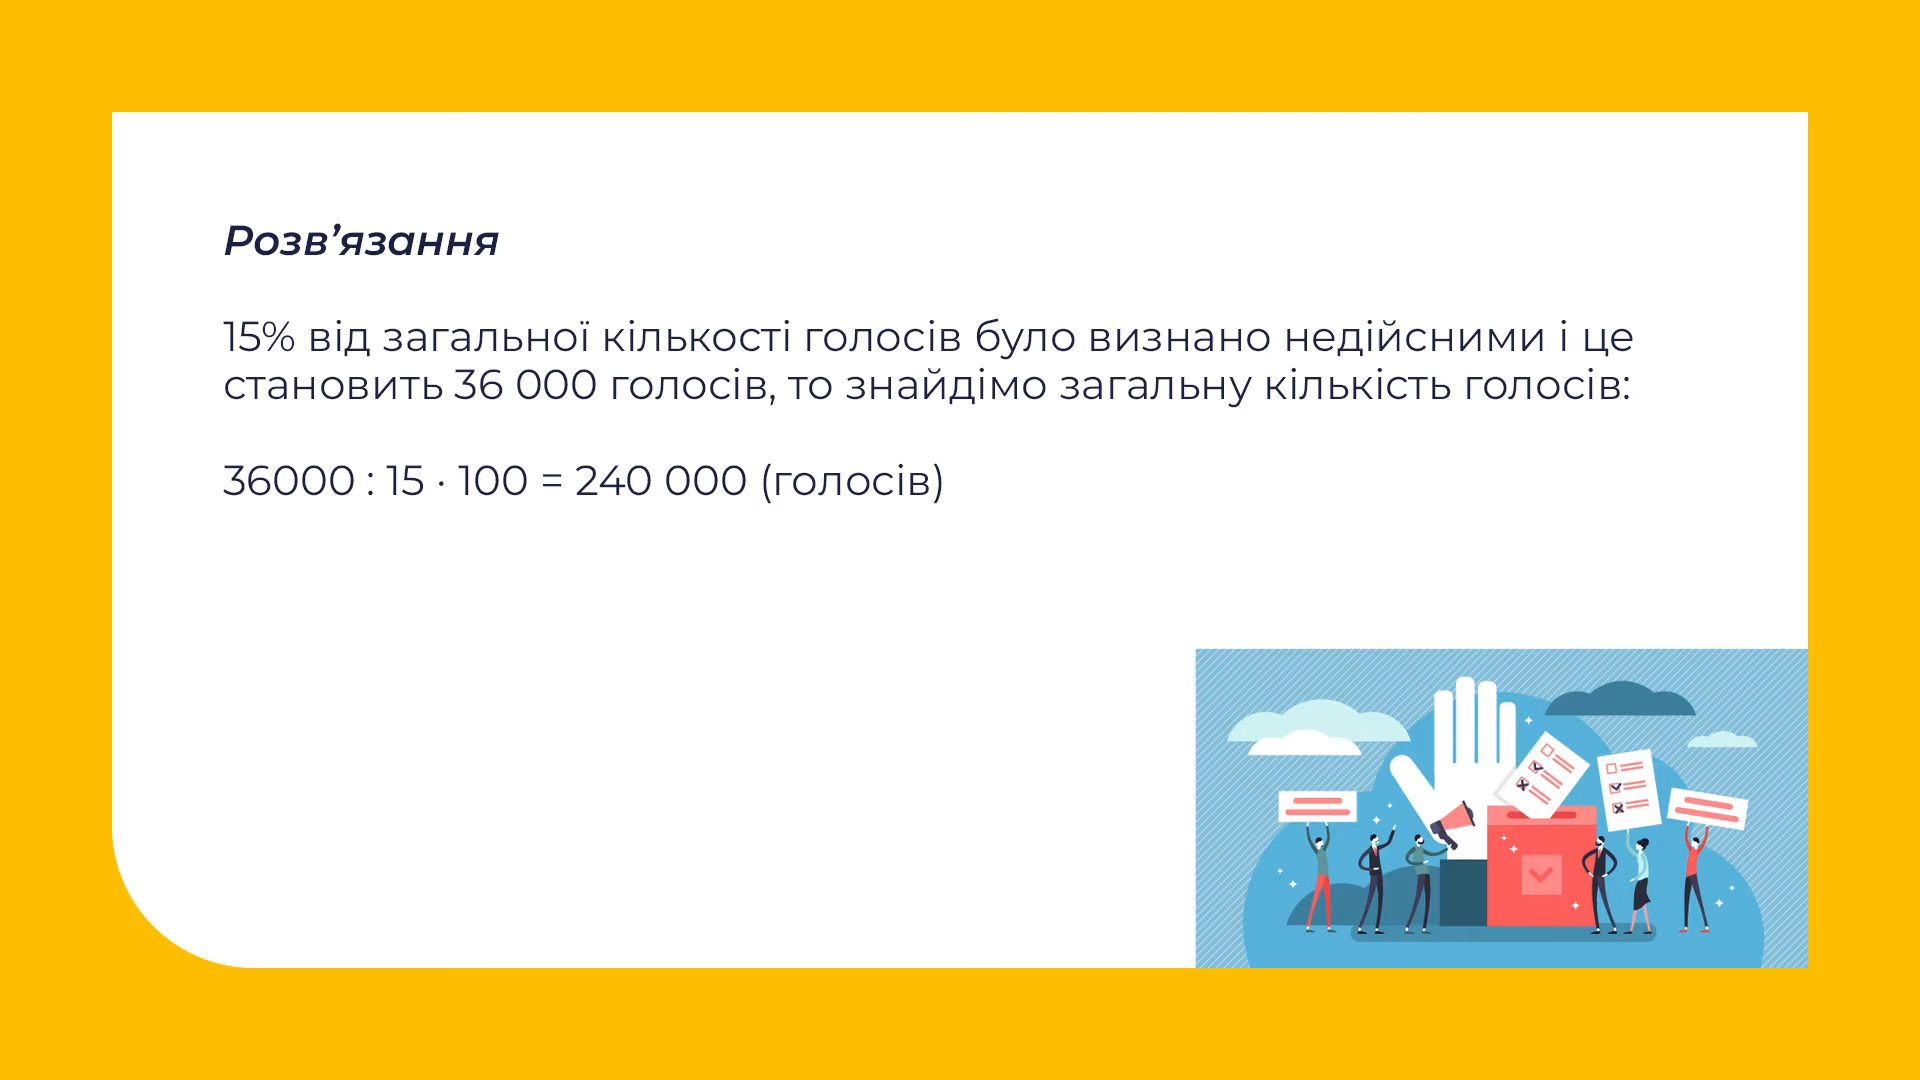 Розв’язання
15% від загальної кількості голосів було визнано недійсними і це
становить 36 000 голосів, то знайдімо загальну кількість голосів:
36000 : 15 · 100 = 240 000 (голосів)